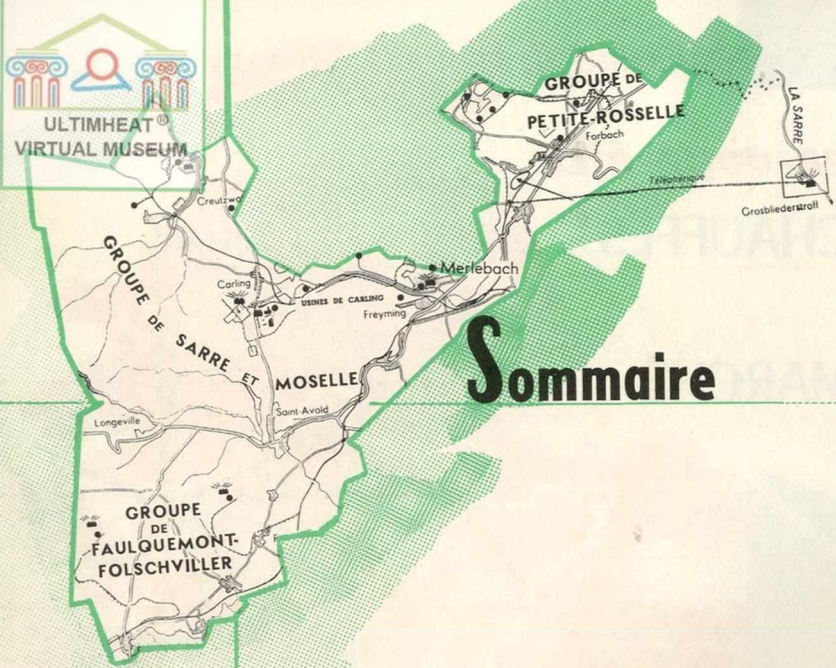 ULTIMHEAT®
VIRTUAL MUSEUM
GROUPE DE
PETITE-ROSSELLE
Forbach
LA SARRE
Téléphérique
Grosbliederstroff
Creutzwald
GROUPE DE SARRE ET MOSELLE
Carling
USINES DE CARLING
Merlebach
Freyming
Sommaire
Longeville
Saint-Avold
GROUPE
DE
FAULQUEMONT-
FOLSCHVILLER